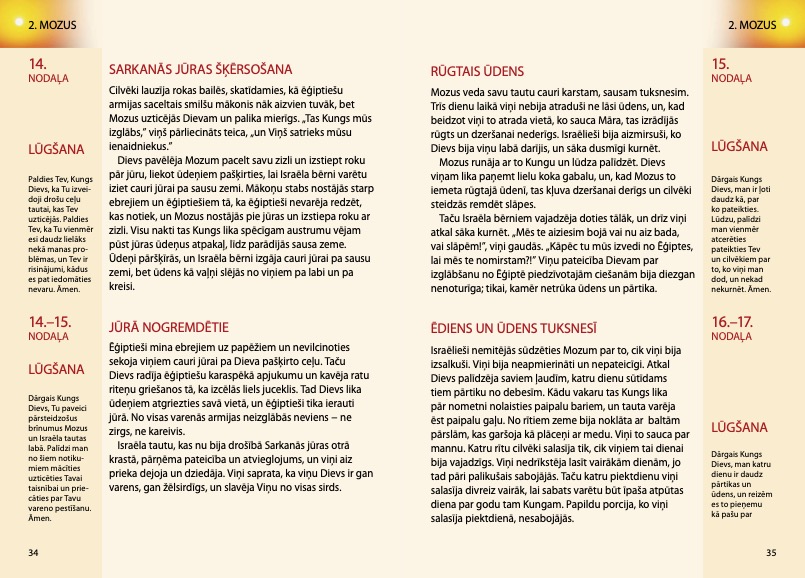 2. MOZUS
14.
NODAĻA
LŪGŠANA
Paldies Tev, Kungs
Dievs, ka Tu izvei-
doji drošu ceļu
tautai, kas Tev
uzticējās. Paldies
Tev, ka Tu vienmēr
esi daudz lielāks
nekā manas pro-
blēmas, un Tev ir
risinājumi, kādus
es pat iedomāties
nevaru. Āmen.
SARKANĀS JŪRAS ŠĶĒRSOŠANA
Cilvēki lauzīja rokas bailēs, skatīdamies, kā ēģiptiešu
armijas saceltais smilšu mākonis nāk aizvien tuvāk, bet
Mozus uzticējās Dievam un palika mierīgs. „Tas Kungs mūs
izglābs,” viņš pārliecināts teica, „un Viņš satrieks mūsu
ienaidniekus.”
Dievs pavēlēja Mozum pacelt savu zizli un izstiept roku
pār jūru, liekot ūdeņiem pašķirties, lai Israēla bērni varētu
iziet cauri jūrai pa sausu zemi. Mākoņu stabs nostājās starp
ebrejiem un ēģiptiešiem tā, ka ēģiptieši nevarēja redzēt,
kas notiek, un Mozus nostājās pie jūras un izstiepa roku ar
zizli. Visu nakti tas Kungs lika spēcīgam austrumu vējam
pūst jūras ūdeņus atpakaļ, līdz parādījās sausa zeme.
Ūdeņi pāršķīrās, un Israēla bērni izgāja cauri jūrai pa sausu
zemi, bet ūdens kā vaļņi slējās no viņiem pa labi un pa
kreisi.
14.–15.
NODAĻA
LŪGŠANA
Dārgais Kungs
Dievs, Tu paveici
pārsteidzošus
brīnumus Mozus
un Israēla tautas
labā. Palīdzi man
no šiem notiku-
miem mācīties
uzticēties Tavai
taisnībai un prie-
cāties par Tavu
vareno pestīšanu.
Āmen.
JŪRĀ NOGREMDĒTIE
Ēģiptieši mina ebrejiem uz papēžiem un nevilcinoties
sekoja viņiem cauri jūrai pa Dieva pašķirto ceļu. Taču
Dievs radīja ēģiptiešu karaspēkā apjukumu un kavēja ratu
riteņu griešanos tā, ka izcēlās liels juceklis. Tad Dievs lika
ūdeņiem atgriezties savā vietā, un ēģiptieši tika ierauti
jūrā. No visas varenās armijas neizglābās neviens – ne
zirgs, ne kareivis.
Israēla tautu, kas nu bija drošībā Sarkanās jūras otrā
krastā, pārņēma pateicība un atvieglojums, un viņi aiz
prieka dejoja un dziedāja. Viņi saprata, ka viņu Dievs ir gan
varens, gan žēlsirdīgs, un slavēja Viņu no visas sirds.
34
2. MOZUS
RŪGTAIS ŪDENS
Mozus veda savu tautu cauri karstam, sausam tuksnesim.
Trīs dienu laikā viņi nebija atraduši ne lāsi ūdens, un, kad
beidzot viņi to atrada vietā, ko sauca Māra, tas izrādījās
rūgts un dzeršanai nederīgs. Israēlieši bija aizmirsuši, ko
Dievs bija viņu labā darījis, un sāka dusmīgi kurnēt.
Mozus runāja ar to Kungu un lūdza palīdzēt. Dievs
viņam lika paņemt lielu koka gabalu, un, kad Mozus to
iemeta rūgtajā ūdenī, tas kļuva dzeršanai derīgs un cilvēki
steidzās remdēt slāpes.
Taču Israēla bērniem vajadzēja doties tālāk, un drīz viņi
atkal sāka kurnēt. „Mēs te aiziesim bojā vai nu aiz bada,
vai slāpēm!”, viņi gaudās. „Kāpēc tu mūs izvedi no Ēģiptes,
lai mēs te nomirstam?!” Viņu pateicība Dievam par
izglābšanu no Ēģiptē piedzīvotajām ciešanām bija diezgan
nenoturīga; tikai, kamēr netrūka ūdens un pārtika.
15.
NODAĻA
LŪGŠANA
Dārgais Kungs
Dievs, man ir ļoti
daudz kā, par
ko pateikties.
Lūdzu, palīdzi
man vienmēr
atcerēties
pateikties Tev
un cilvēkiem par
to, ko viņi man
dod, un nekad
nekurnēt. Āmen.
ĒDIENS UN ŪDENS TUKSNESĪ
Israēlieši nemitējās sūdzēties Mozum par to, cik viņi bija
izsalkuši. Viņi bija neapmierināti un nepateicīgi. Atkal
Dievs palīdzēja saviem ļaudīm, katru dienu sūtīdams
tiem pārtiku no debesīm. Kādu vakaru tas Kungs lika
pār nometni nolaisties paipalu bariem, un tauta varēja
ēst paipalu gaļu. No rītiem zeme bija noklāta ar baltām
pārslām, kas garšoja kā plāceņi ar medu. Viņi to sauca par
mannu. Katru rītu cilvēki salasīja tik, cik viņiem tai dienai
bija vajadzīgs. Viņi nedrīkstēja lasīt vairākām dienām, jo
tad pāri palikušais sabojājās. Taču katru piektdienu viņi
salasīja divreiz vairāk, lai sabats varētu būt īpaša atpūtas
diena par godu tam Kungam. Papildu porcija, ko viņi
salasīja piektdienā, nesabojājās.
16.–17.
NODAĻA
LŪGŠANA
Dārgais Kungs
Dievs, man katru
dienu ir daudz
pārtikas un
ūdens, un reizēm
es to pieņemu
kā pašu par
35